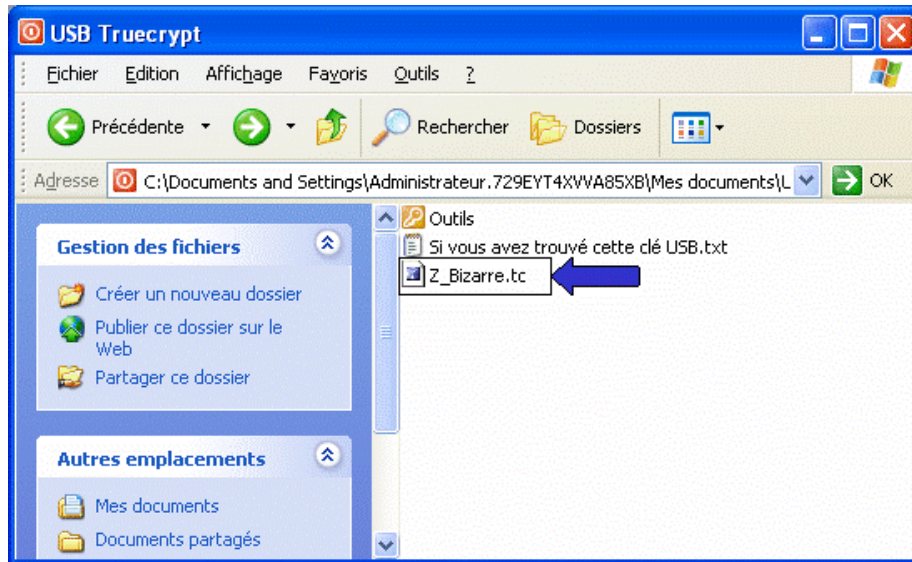 USB Truecrypt
Fichier Edition Affichage Favoris Outils ?
Précédente Rechercher Dossiers
Adresse C:\Documents and Settings\Administrateur.729EYT4XVVA85XB\Mes documents\L OK
Outils
Si vous avez trouvé cette clé USB.txt
Z_Bizarre.tc
Gestion des fichiers
Créer un nouveau dossier
Publier ce dossier sur le
Web
Partager ce dossier
Autres emplacements
Mes documents
Documents partagés